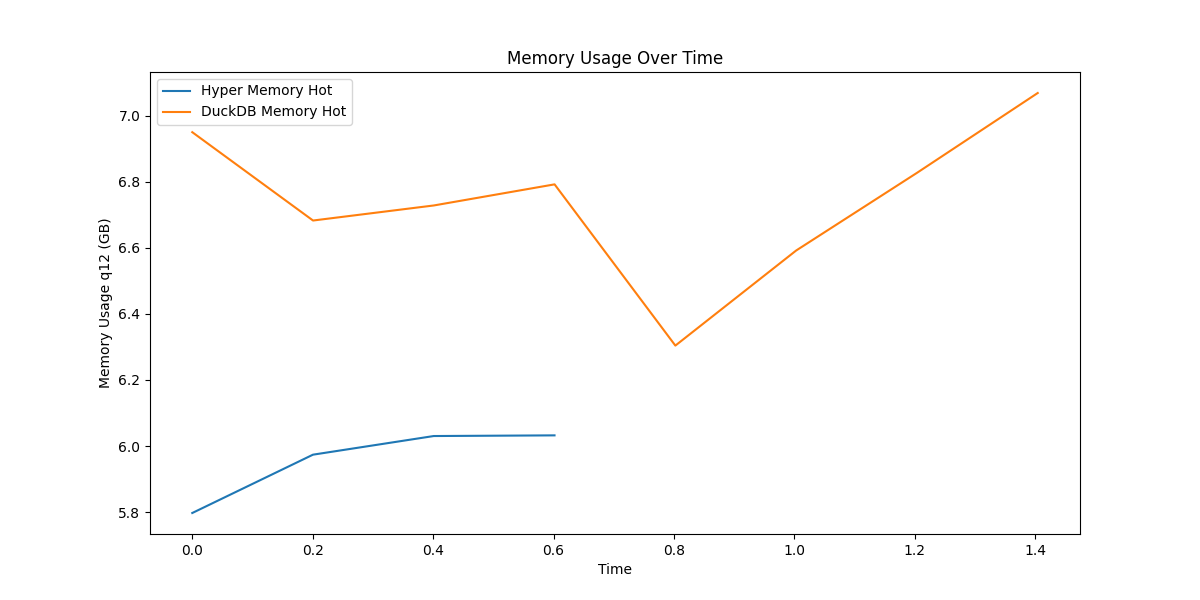 Memory Usage Over Time
Hyper Memory Hot
DuckDB Memory Hot
Memory Usage q12 (GB)
7.0
6.8
6.6
6.4
6.2
6.0
5.8
0.0 0.2 0.4 0.6 0.8 1.0 1.2 1.4
Time